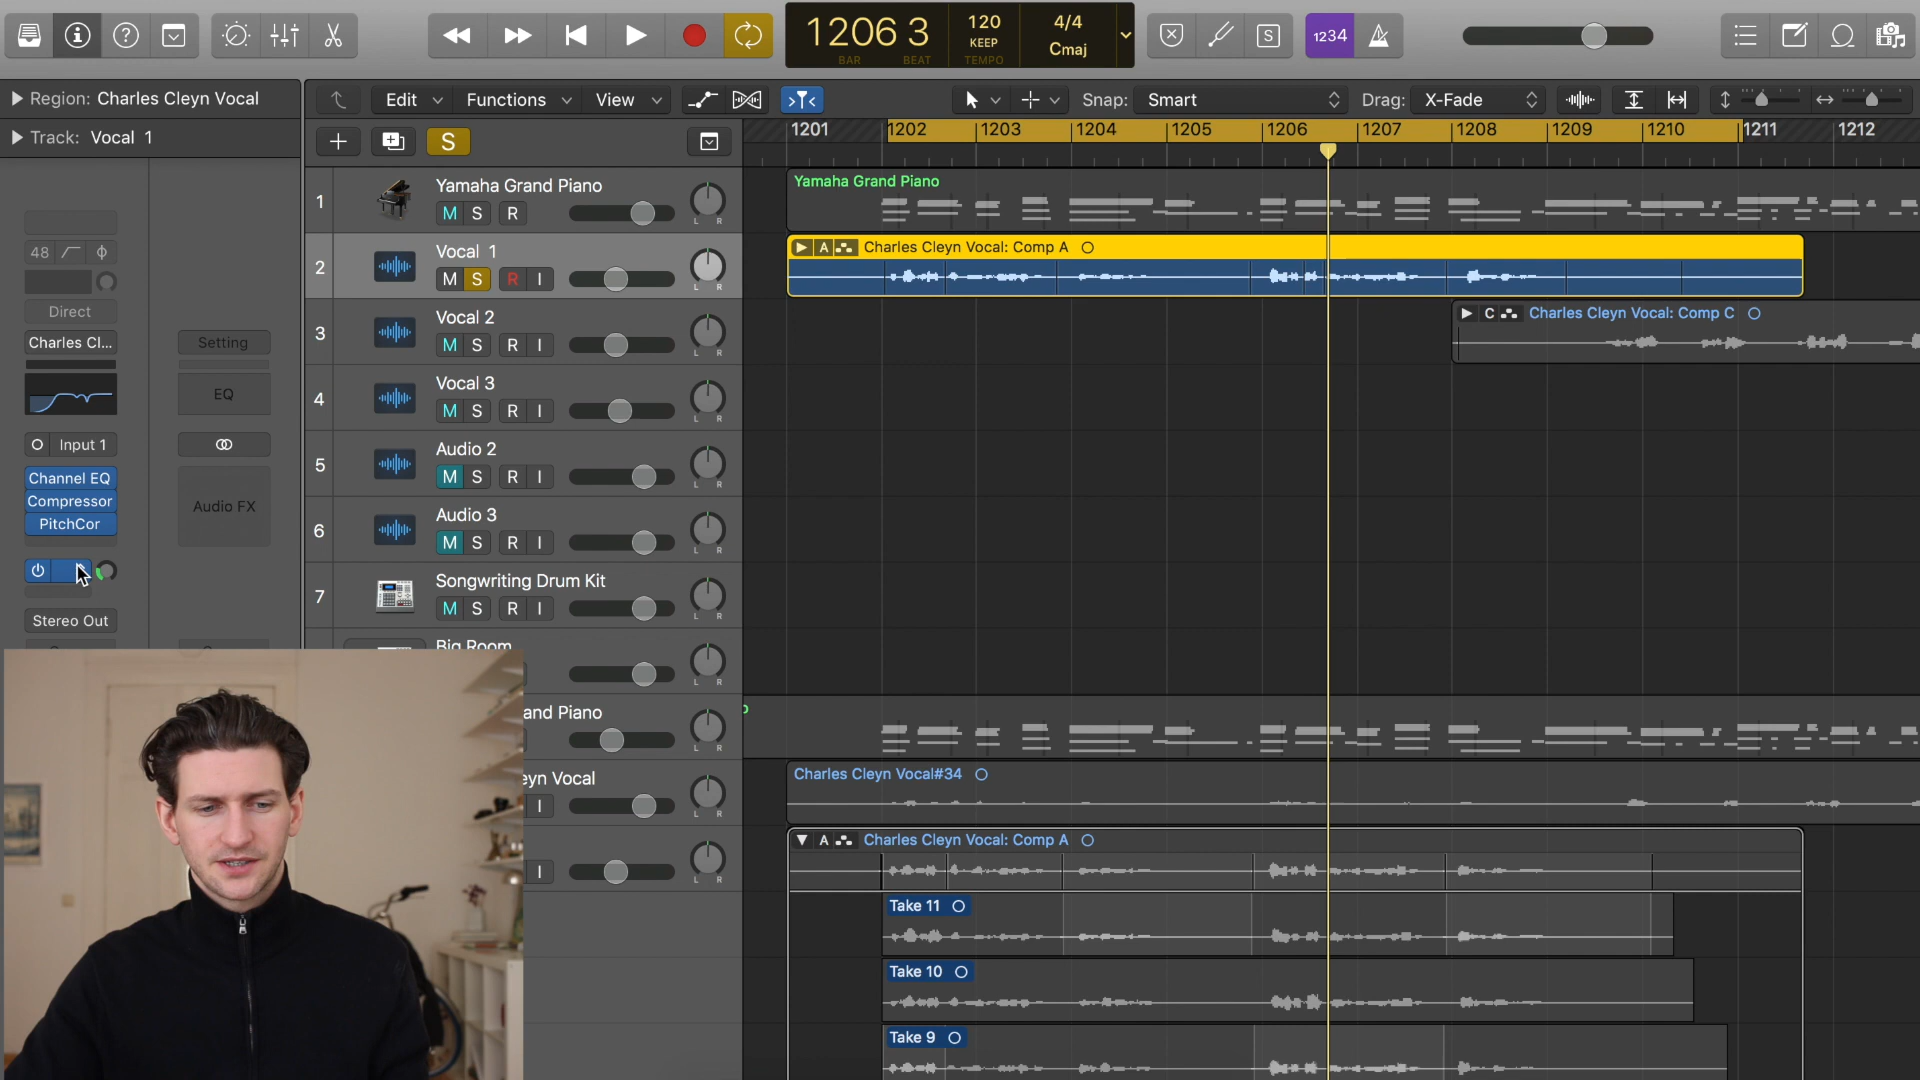 1206 3
BAR BEAT
120
KEEP
TEMPO
4/4
Cmaj
S
1234
Region: Charles Cleyn Vocal
Track: Vocal 1
Edit Functions View
Snap: Smart
Drag: X-Fade
S
1201 1202 1203 1204 1205 1206 1207 1208 1209 1210 1211 1212
48
Direct
Charles Cl...
Input 1
Channel EQ
Compressor
PitchCor
Stereo Out
Setting
EQ
Audio FX
1 Yamaha Grand Piano
M S R
L R
2 Vocal 1
M S R I
L R
3 Vocal 2
M S R I
L R
4 Vocal 3
M S R I
L R
5 Audio 2
M S R I
L R
6 Audio 3
M S R I
L R
7 Songwriting Drum Kit
M S R I
L R
Big Room
L R
and Piano
L R
eyn Vocal
I
L R
I
L R
Yamaha Grand Piano
A Charles Cleyn Vocal: Comp A
C Charles Cleyn Vocal: Comp C
Charles Cleyn Vocal#34
A Charles Cleyn Vocal: Comp A
Take 11
Take 10
Take 9